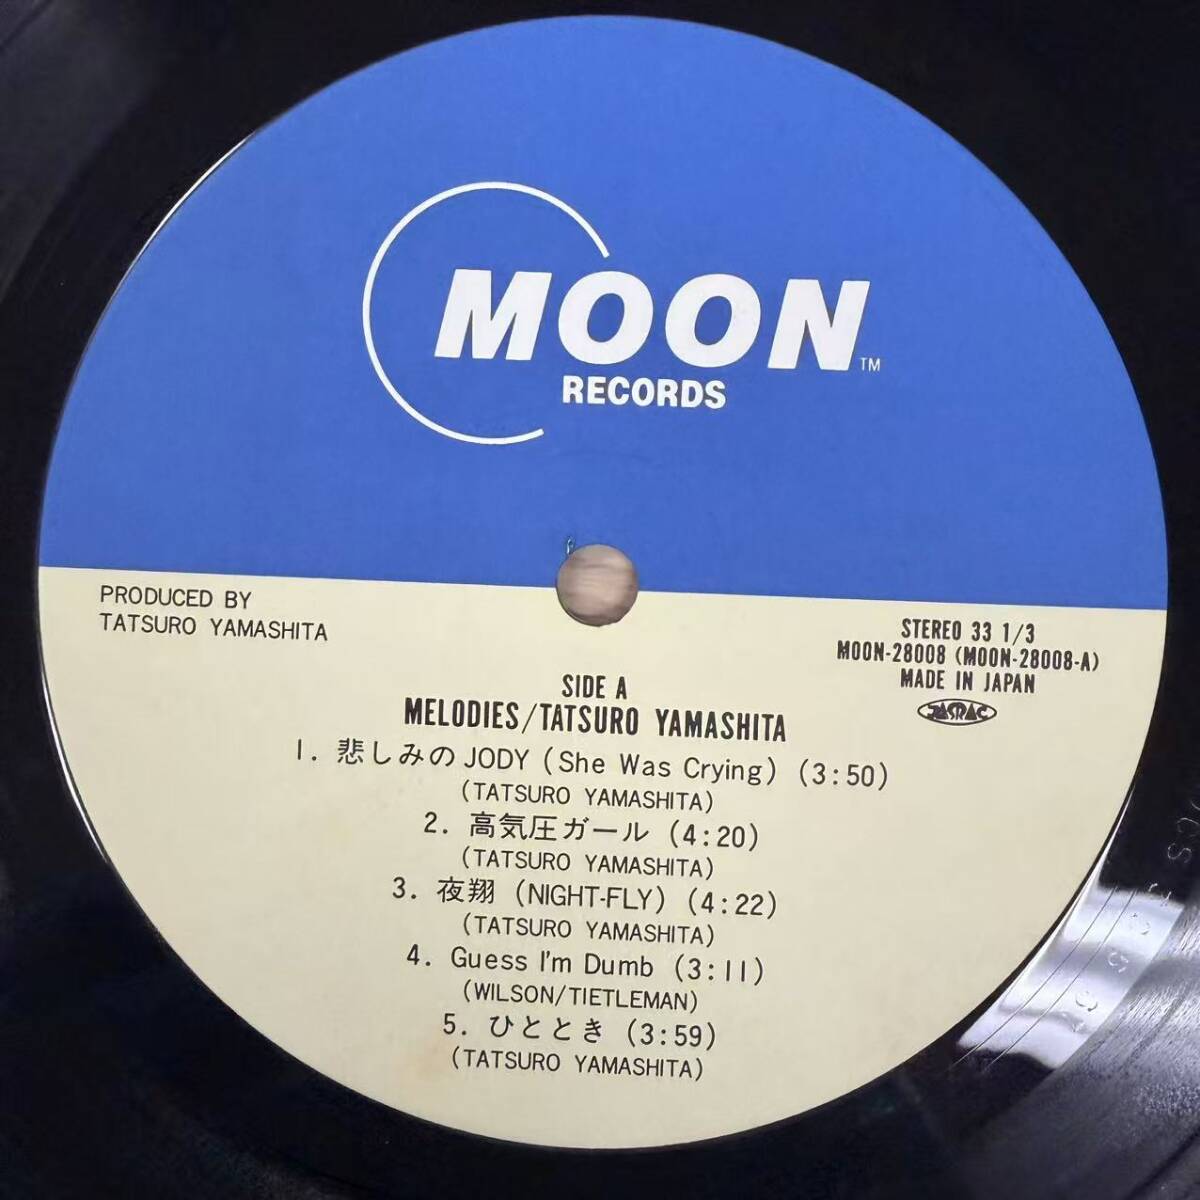 MOON™
RECORDS
PRODUCED BY
TATSURO YAMASHITA
STEREO 33 1/3
MOON-28008 (MOON-28008-A)
MADE IN JAPAN
JASRAC
SIDE A
MELODIES/TATSURO YAMASHITA
1. 悲しみのJODY (She Was Crying) (3:50)
(TATSURO YAMASHITA)
2. 高気圧ガール (4:20)
(TATSURO YAMASHITA)
3. 夜翔 (NIGHT-FLY) (4:22)
(TATSURO YAMASHITA)
4. Guess I'm Dumb (3:11)
(WILSON/TIETLEMAN)
5. ひととき (3:59)
(TATSURO YAMASHITA)